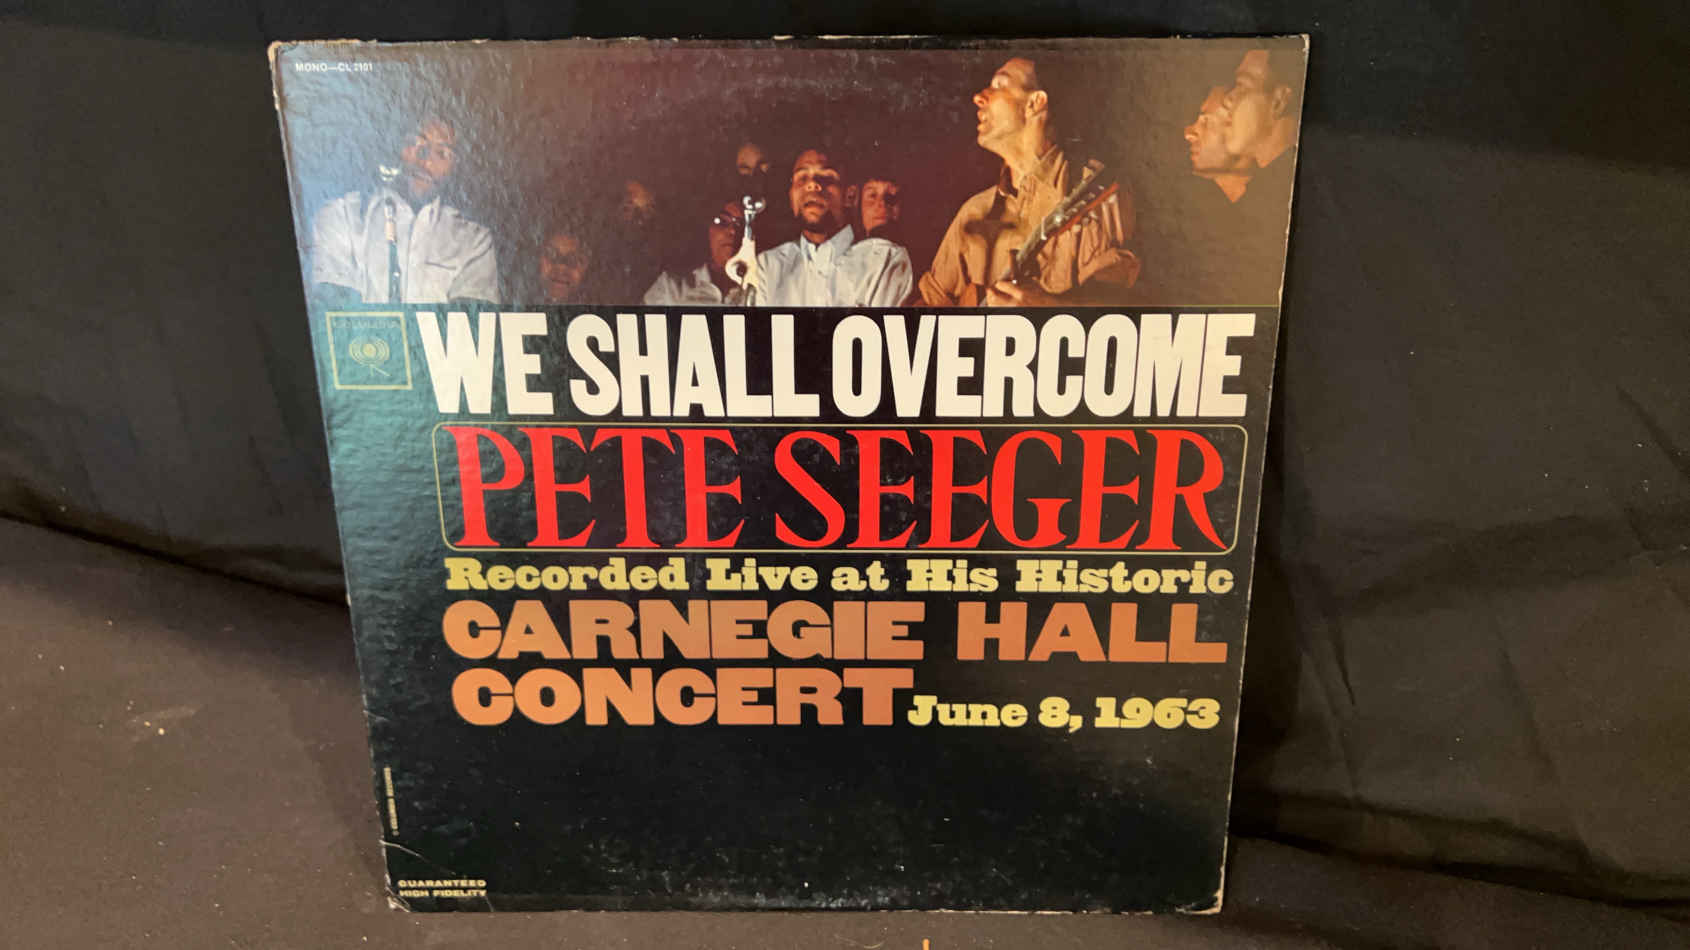 MONO—CL 2101
COLUMBIA
WE SHALL OVERCOME
PETE SEEGER
Recorded Live at His Historic
CARNEGIE HALL
CONCERT June 8, 1963
GUARANTEED
HIGH FIDELITY